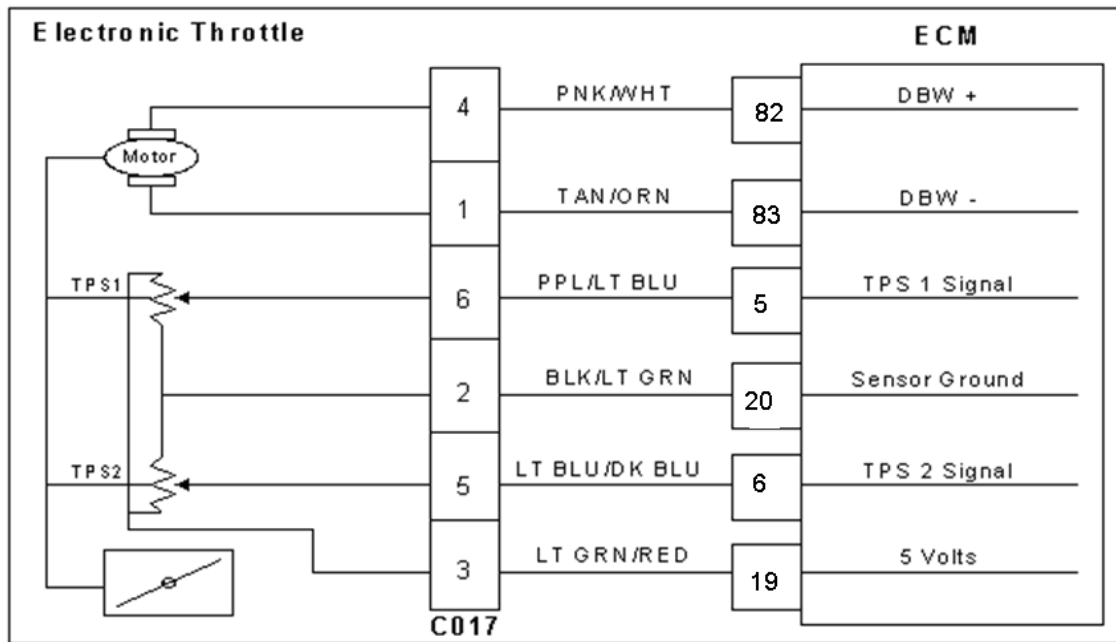 Electronic Throttle
ECM
4
PNK/WHT
82
DBW +
Motor
1
TAN/ORN
83
DBW -
TPS1
6
PPL/LT BLU
5
TPS 1 Signal
2
BLK/LT GRN
20
Sensor Ground
TPS2
5
LT BLU/DK BLU
6
TPS 2 Signal
3
LT GRN/RED
19
5 Volts
C017